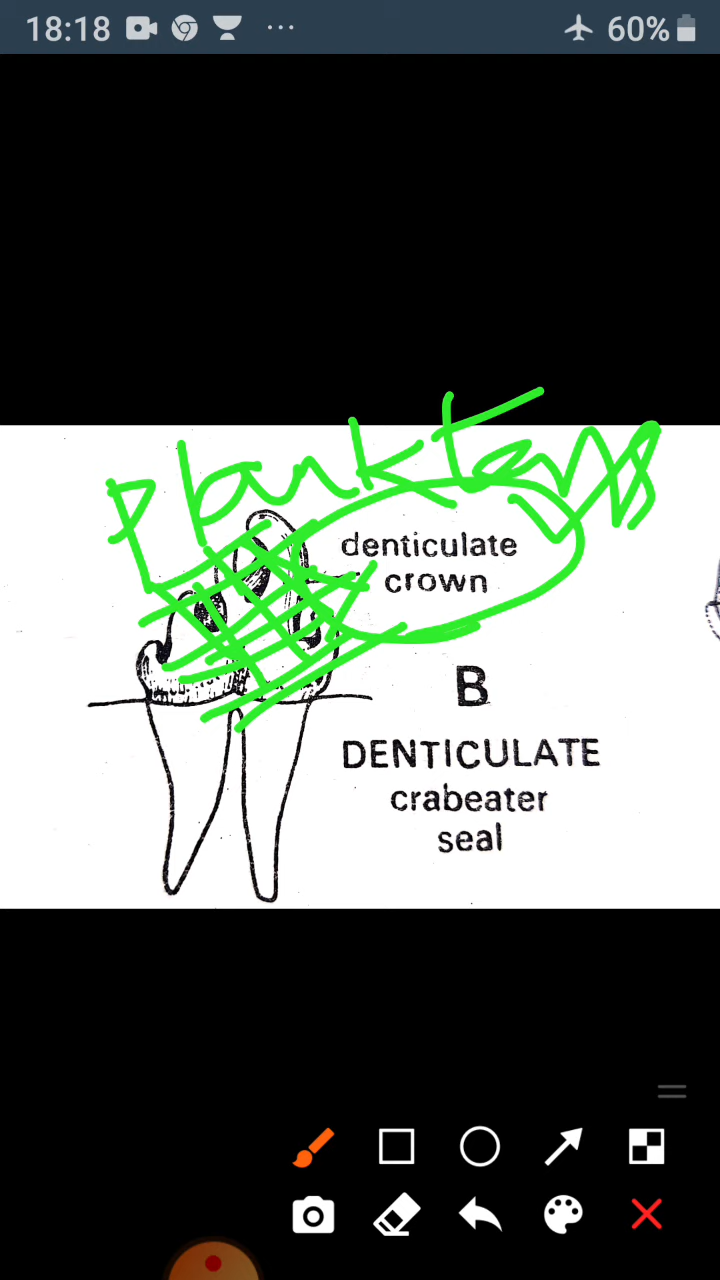 18:18 ... 60%
planktons
denticulate
crown
B
DENTICULATE
crabeater
seal